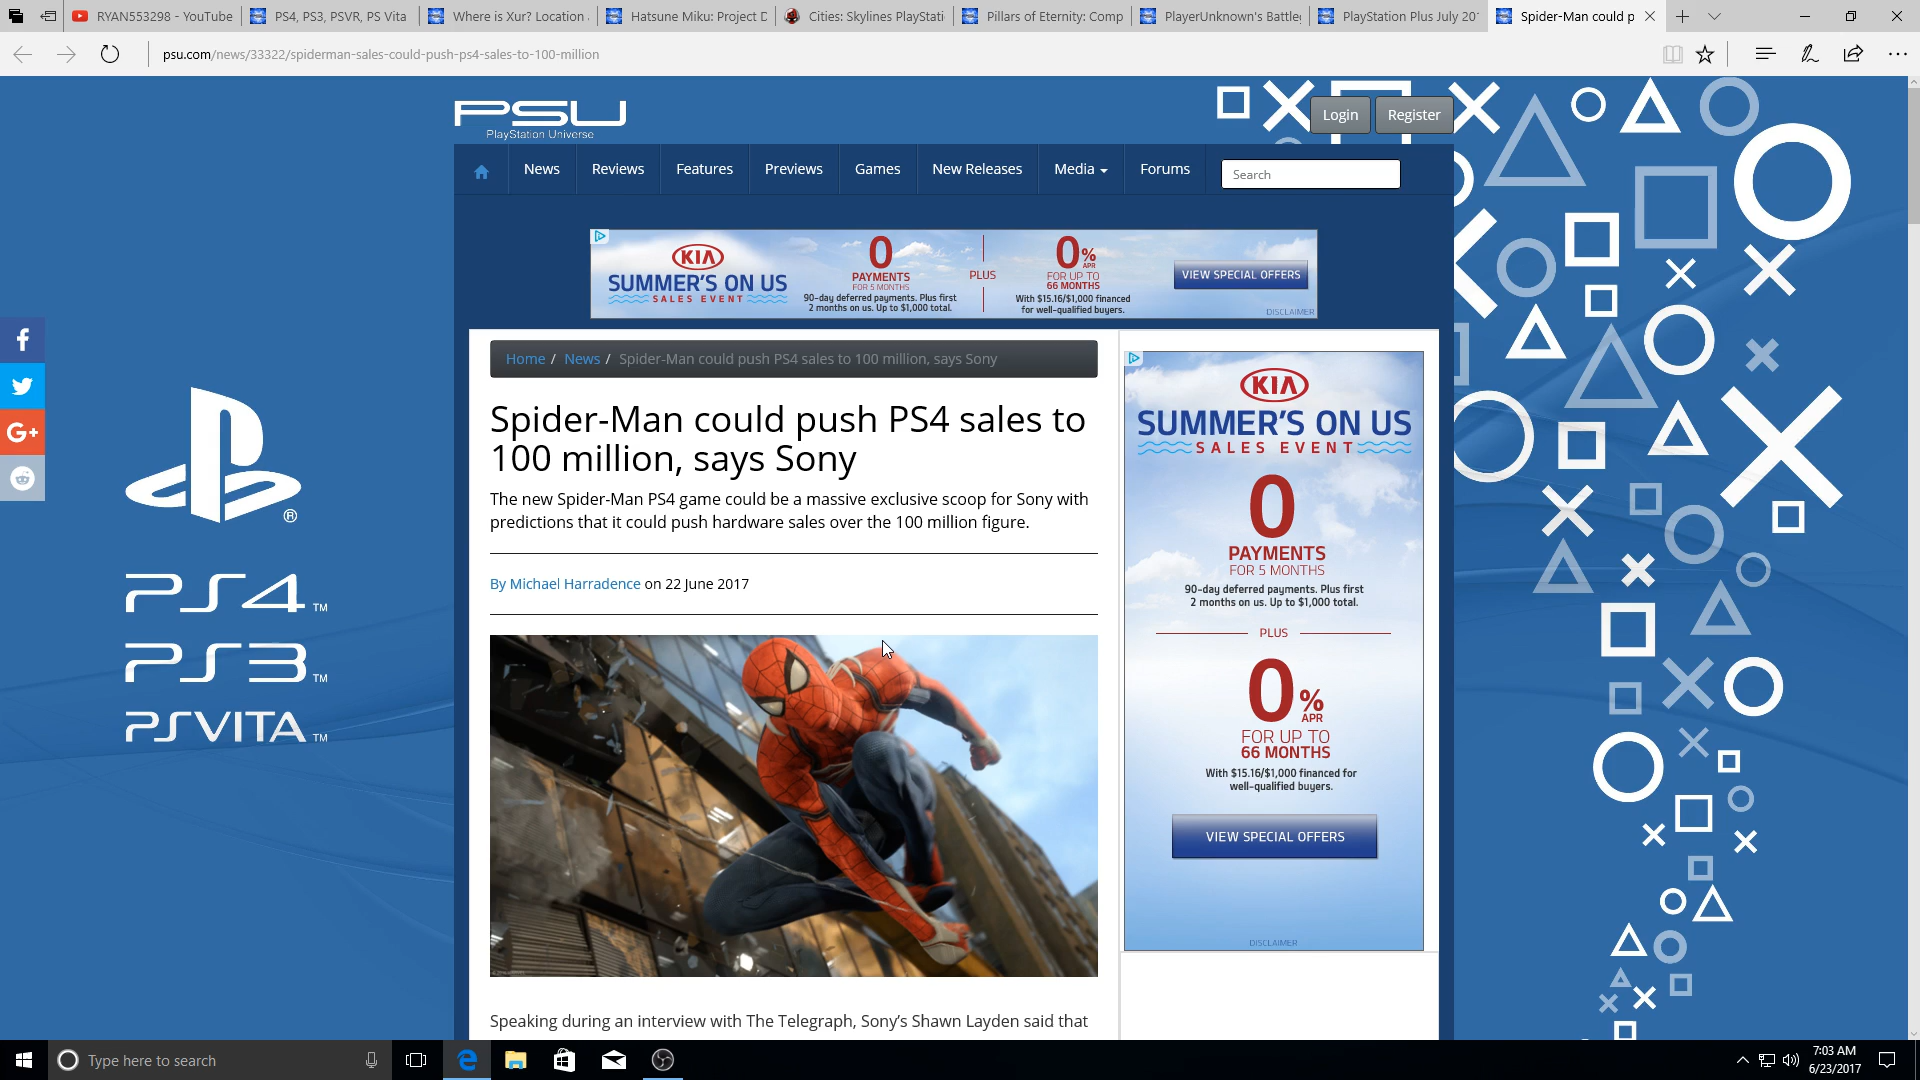 RYAN553298 - YouTube
PS4, PS3, PSVR, PS Vita
Where is Xur? Location
Hatsune Miku: Project D
Cities: Skylines PlayStati
Pillars of Eternity: Comp
PlayerUnknown's Battleg
PlayStation Plus July 201
Spider-Man could p
psu.com/news/33322/spiderman-sales-could-push-ps4-sales-to-100-million
PSU
PlayStation Universe
Login
Register
News
Reviews
Features
Previews
Games
New Releases
Media
Forums
Search
KIA
SUMMER'S ON US
SALES EVENT
0
PAYMENTS
FOR 5 MONTHS
90-day deferred payments. Plus first
2 months on us. Up to $1,000 total.
PLUS
0%
APR
FOR UP TO
66 MONTHS
With $15.16/$1,000 financed
for well-qualified buyers.
VIEW SPECIAL OFFERS
DISCLAIMER
Home / News / Spider-Man could push PS4 sales to 100 million, says Sony
Spider-Man could push PS4 sales to
100 million, says Sony
The new Spider-Man PS4 game could be a massive exclusive scoop for Sony with
predictions that it could push hardware sales over the 100 million figure.
By Michael Harradence on 22 June 2017
Speaking during an interview with The Telegraph, Sony's Shawn Layden said that
KIA
SUMMER'S ON US
SALES EVENT
0
PAYMENTS
FOR 5 MONTHS
90-day deferred payments. Plus first
2 months on us. Up to $1,000 total.
PLUS
0%
APR
FOR UP TO
66 MONTHS
With $15.16/$1,000 financed for
well-qualified buyers.
VIEW SPECIAL OFFERS
DISCLAIMER
f
G+
®
PS4™
PS3™
PSVITA™
Type here to search
7:03 AM
6/23/2017